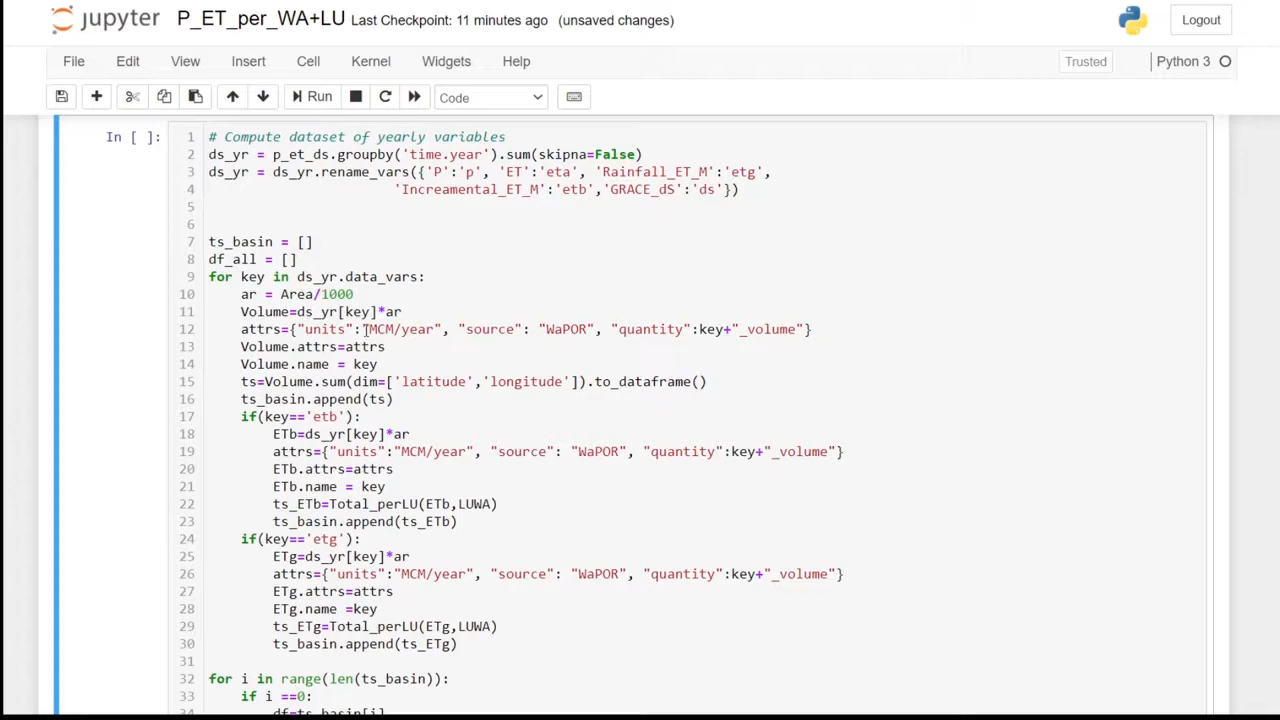 jupyter P_ET_per_WA+LU Last Checkpoint: 11 minutes ago (unsaved changes) Logout
File Edit View Insert Cell Kernel Widgets Help Trusted Python 3
Run Code
In [ ]:
1 # Compute dataset of yearly variables
2 ds_yr = p_et_ds.groupby('time.year').sum(skipna=False)
3 ds_yr = ds_yr.rename_vars({'P':'p', 'ET':'eta', 'Rainfall_ET_M':'etg',
4 'Increamental_ET_M':'etb','GRACE_dS':'ds'})
5
6
7 ts_basin = []
8 df_all = []
9 for key in ds_yr.data_vars:
10 ar = Area/1000
11 Volume=ds_yr[key]*ar
12 attrs={"units":"MCM/year", "source": "WaPOR", "quantity":key+"_volume"}
13 Volume.attrs=attrs
14 Volume.name = key
15 ts=Volume.sum(dim=['latitude','longitude']).to_dataframe()
16 ts_basin.append(ts)
17 if(key=='etb'):
18 ETb=ds_yr[key]*ar
19 attrs={"units":"MCM/year", "source": "WaPOR", "quantity":key+"_volume"}
20 ETb.attrs=attrs
21 ETb.name = key
22 ts_ETb=Total_perLU(ETb,LUWA)
23 ts_basin.append(ts_ETb)
24 if(key=='etg'):
25 ETg=ds_yr[key]*ar
26 attrs={"units":"MCM/year", "source": "WaPOR", "quantity":key+"_volume"}
27 ETg.attrs=attrs
28 ETg.name =key
29 ts_ETg=Total_perLU(ETg,LUWA)
30 ts_basin.append(ts_ETg)
31
32 for i in range(len(ts_basin)):
33 if i ==0:
34 df=ts_basin[i]